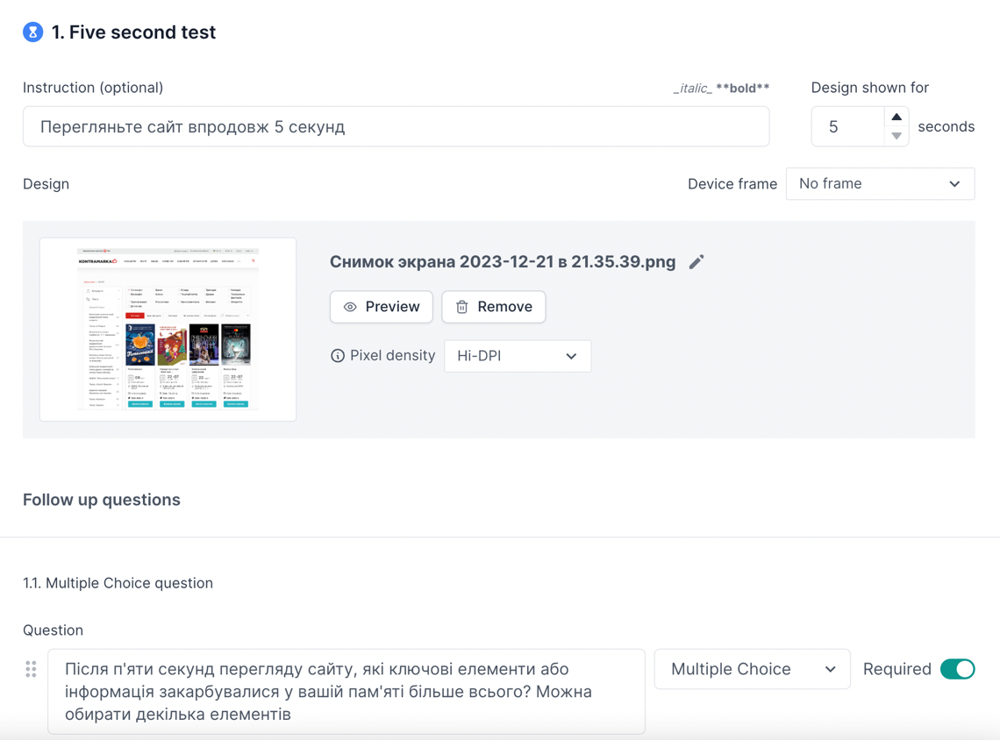 1. Five second test
Instruction (optional)
_italic_ **bold**
Design shown for
Перегляньте сайт впродовж 5 секунд
5
seconds
Design
Device frame
No frame
KONTRAMARKA
Снимок экрана 2023-12-21 в 21.35.39.png
Preview
Remove
Pixel density
Hi-DPI
Follow up questions
1.1. Multiple Choice question
Question
Після п'яти секунд перегляду сайту, які ключові елементи або
інформація закарбувалися у вашій пам'яті більше всього? Можна
обирати декілька елементів
Multiple Choice
Required